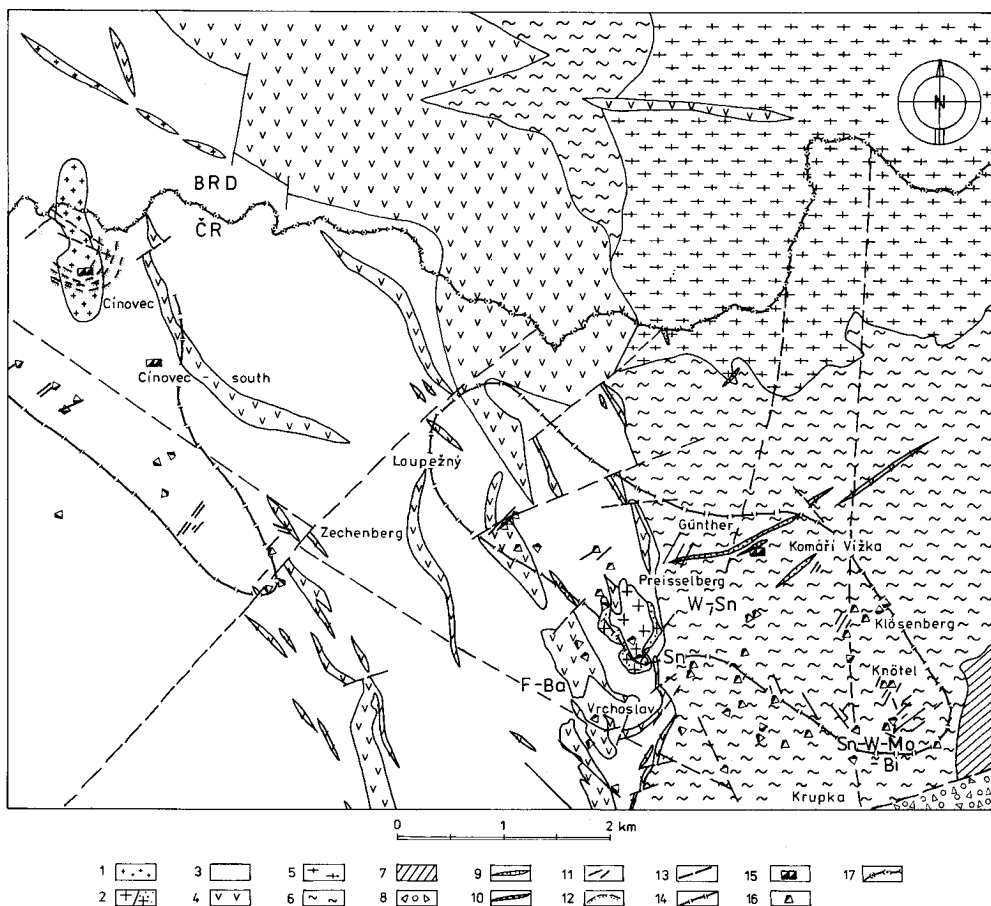 N
BRD
ČR
Cínovec
Cínovec - south
Loupežný
Zechenberg
Günther
Komáří Vížka
Preisselberg
W-Sn
Klösenberg
Sn
Knötel
F-Ba
Vrchoslav
Sn-W-Mo
-Bi
Krupka
0 1 2 km
1 3 5 7 9 11 13 15 17
2 4 6 8 10 12 14 16